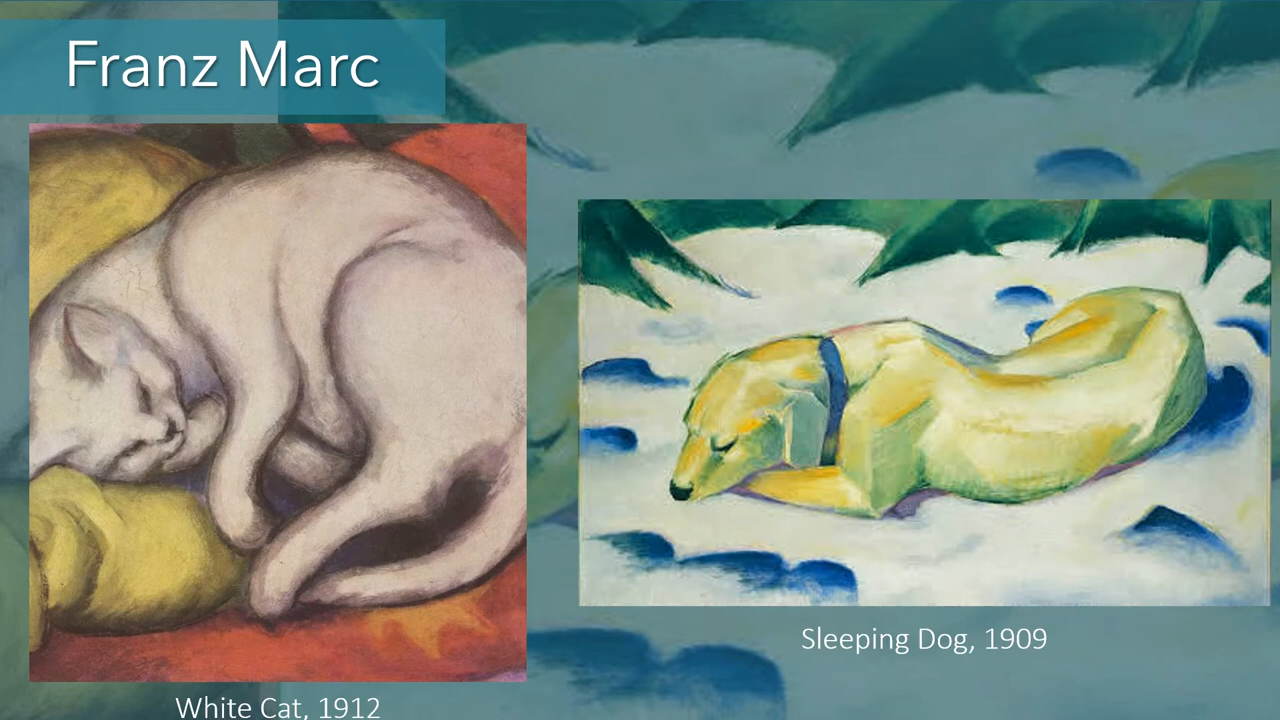 Franz Marc
Sleeping Dog, 1909
White Cat, 1912